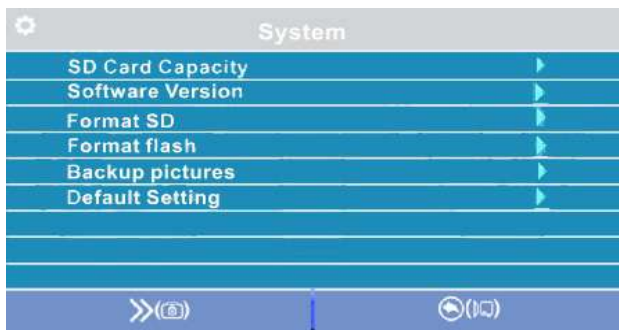 System
SD Card Capacity
Software Version
Format SD
Format flash
Backup pictures
Default Setting